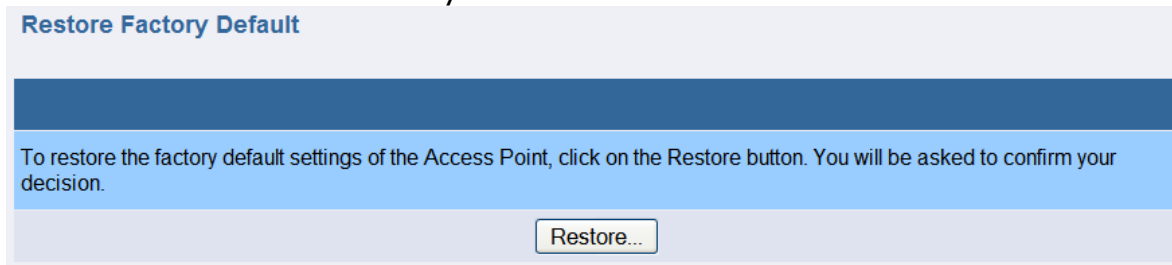 Restore Factory Default
To restore the factory default settings of the Access Point, click on the Restore button. You will be asked to confirm your
decision.
Restore...